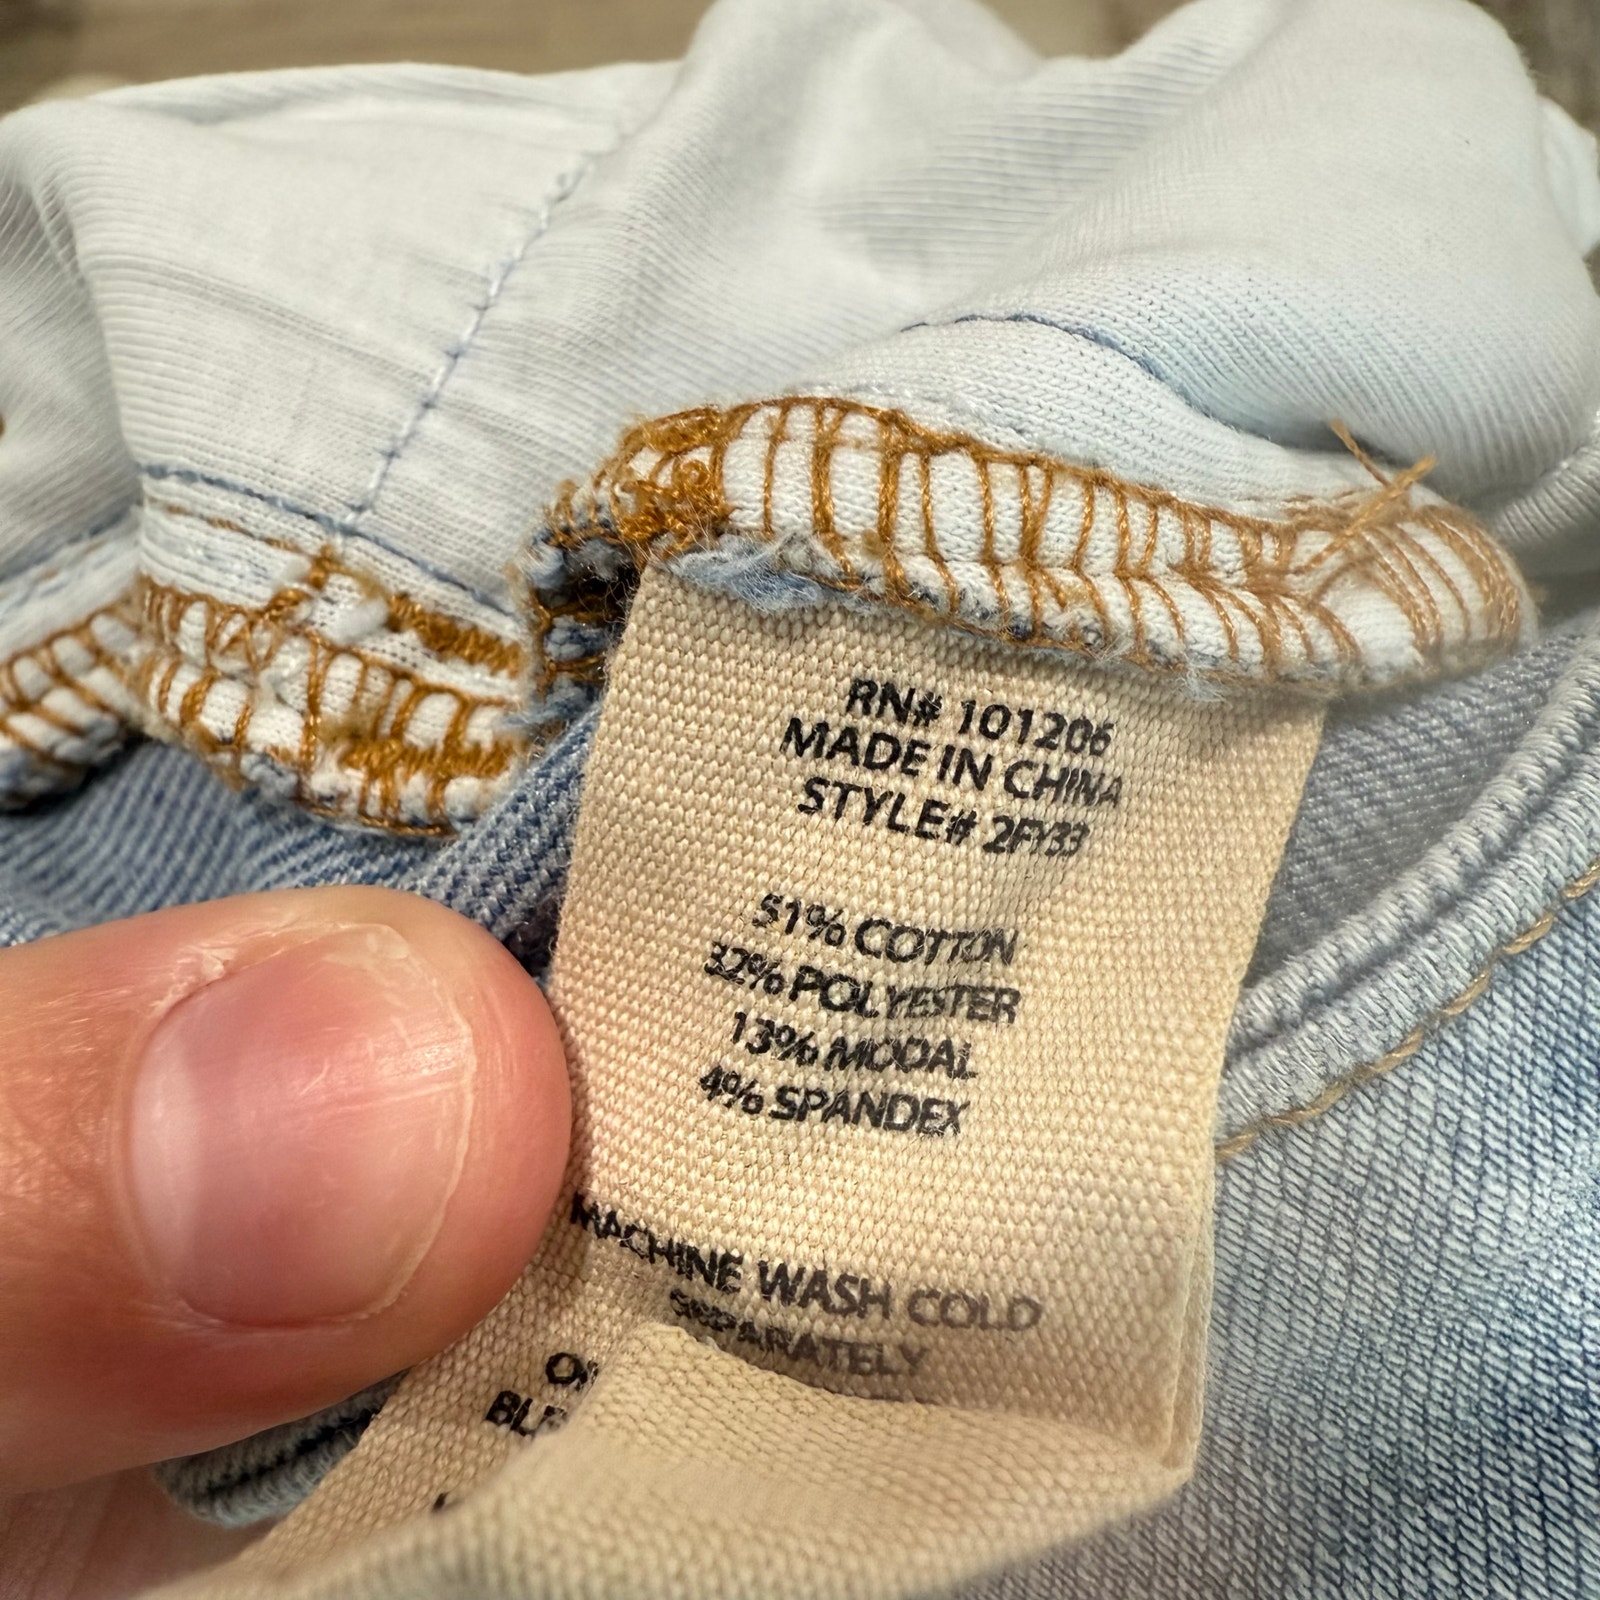 RN# 101206
MADE IN CHINA
STYLE# 2FY33
51% COTTON
32% POLYESTER
13% MODAL
4% SPANDEX
MACHINE WASH COLD
SEPARATELY